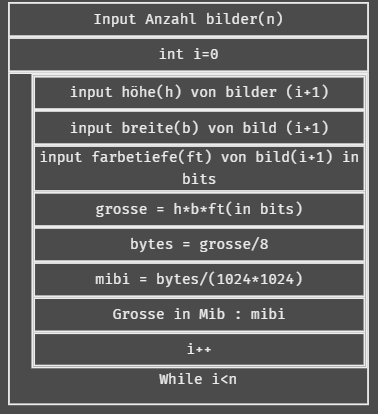 Input Anzahl bilder(n)
int i=0
input höhe(h) von bilder (i+1)
input breite(b) von bild (i+1)
input farbetiefe(ft) von bild(i+1) in
bits
grosse = h*b*ft(in bits)
bytes = grosse/8
mibi = bytes/(1024*1024)
Grosse in Mib : mibi
i++
While i<n